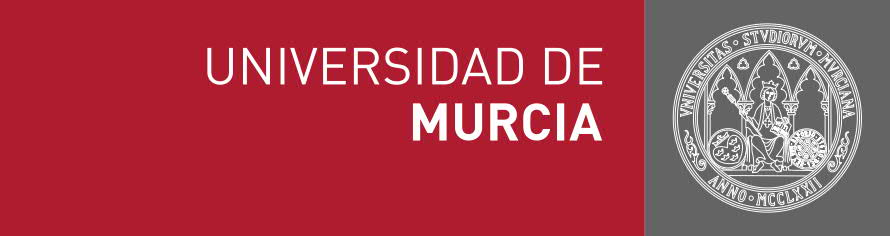 UNIVERSIDAD DE
MURCIA
VNIVERSITAS · STVDIORVM · MVRCIANA
ANNO · MCCLXXII